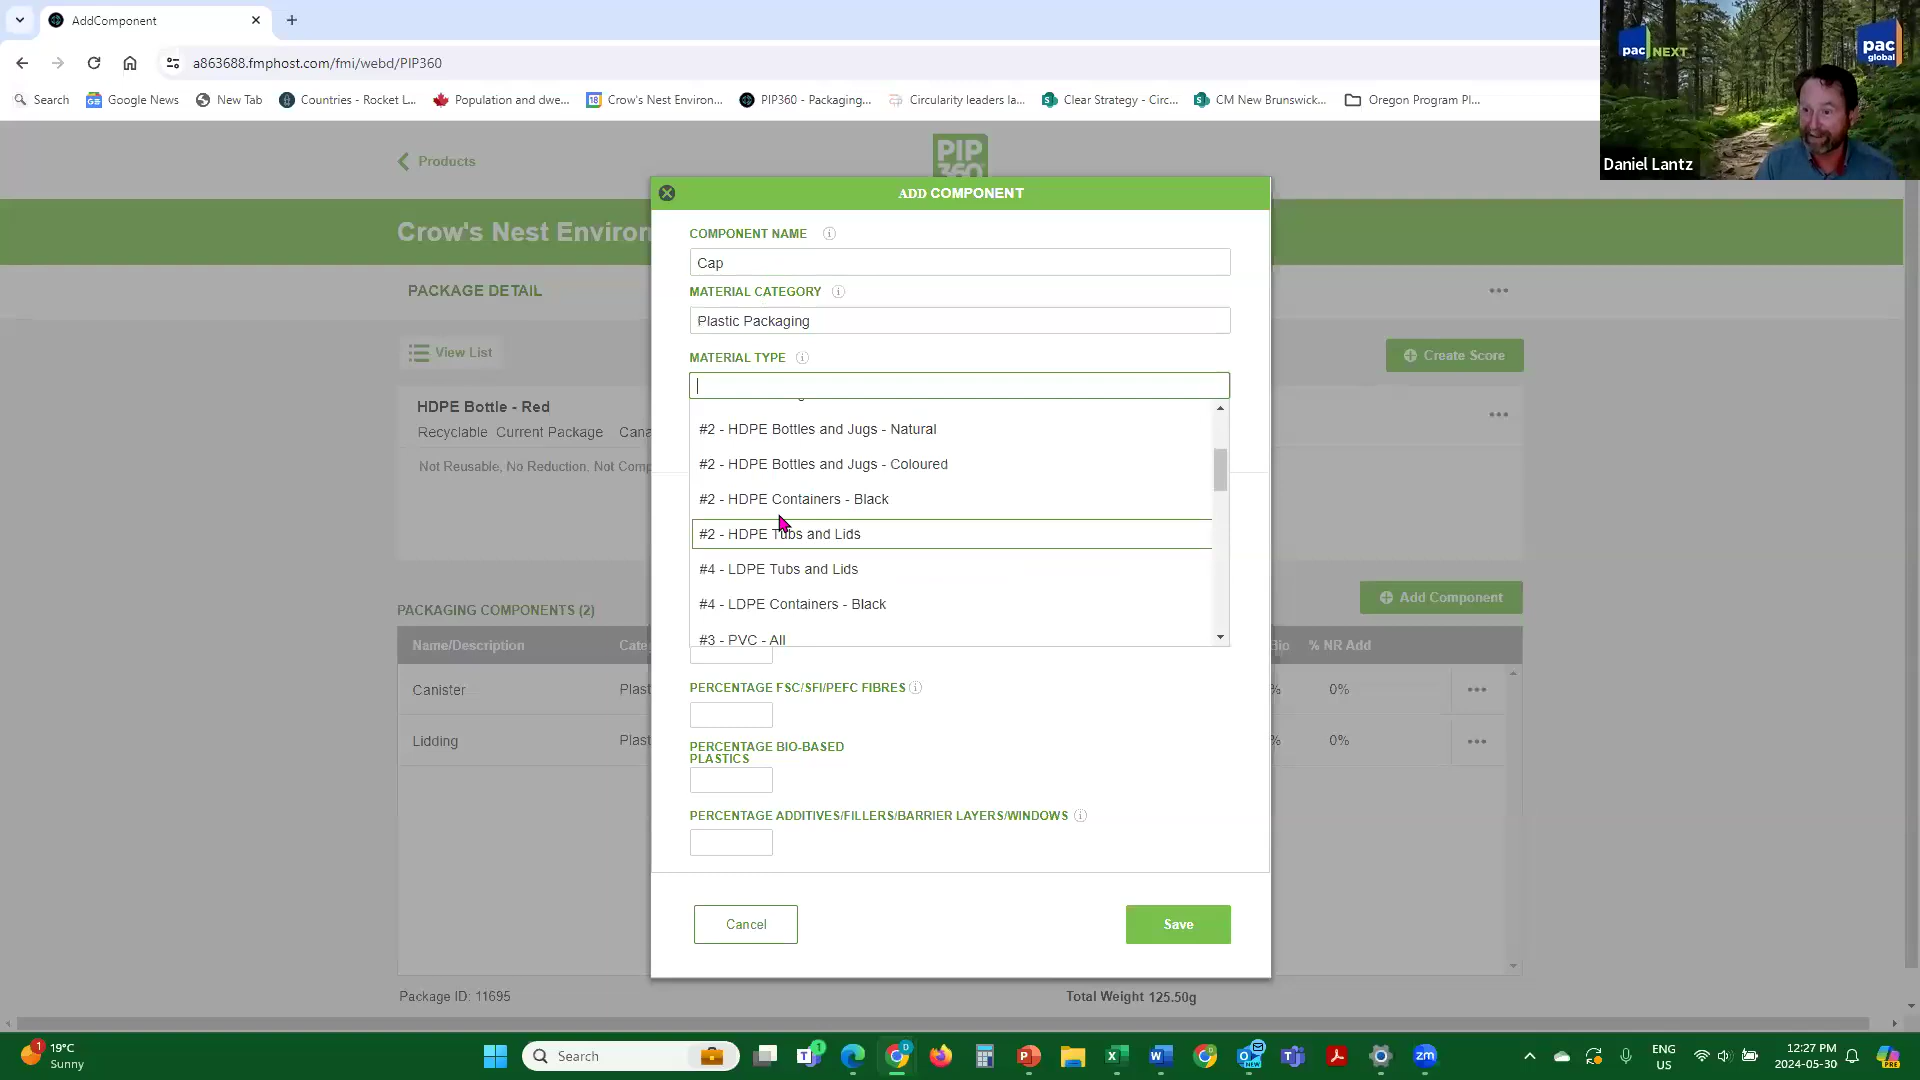 AddComponent
a863688.fmphost.com/fmi/webd/PIP360
Search
Google News
New Tab
Countries - Rocket L...
Population and dwe...
Crow's Nest Environ...
PIP360 - Packaging...
Circularity leaders la...
Clear Strategy - Circ...
CM New Brunswick...
Oregon Program Pl...
pac NEXT
pac global
Daniel Lantz
Products
PIP
360
Crow's Nest Environ
PACKAGE DETAIL
View List
Create Score
HDPE Bottle - Red
Recyclable Current Package Cana
Not Reusable, No Reduction, Not Comp
PACKAGING COMPONENTS (2)
Add Component
Name/Description
Cate
Bio
% NR Add
Canister
Plast
%
0%
Lidding
Plast
%
0%
Package ID: 11695
Total Weight 125.50g
ADD COMPONENT
COMPONENT NAME
Cap
MATERIAL CATEGORY
Plastic Packaging
MATERIAL TYPE
#2 - HDPE Bottles and Jugs - Natural
#2 - HDPE Bottles and Jugs - Coloured
#2 - HDPE Containers - Black
#2 - HDPE Tubs and Lids
#4 - LDPE Tubs and Lids
#4 - LDPE Containers - Black
#3 - PVC - All
PERCENTAGE FSC/SFI/PEFC FIBRES
PERCENTAGE BIO-BASED
PLASTICS
PERCENTAGE ADDITIVES/FILLERS/BARRIER LAYERS/WINDOWS
Cancel
Save
1
19°C
Sunny
Search
1
D
NEW
zm
ENG
US
12:27 PM
2024-05-30
PRE